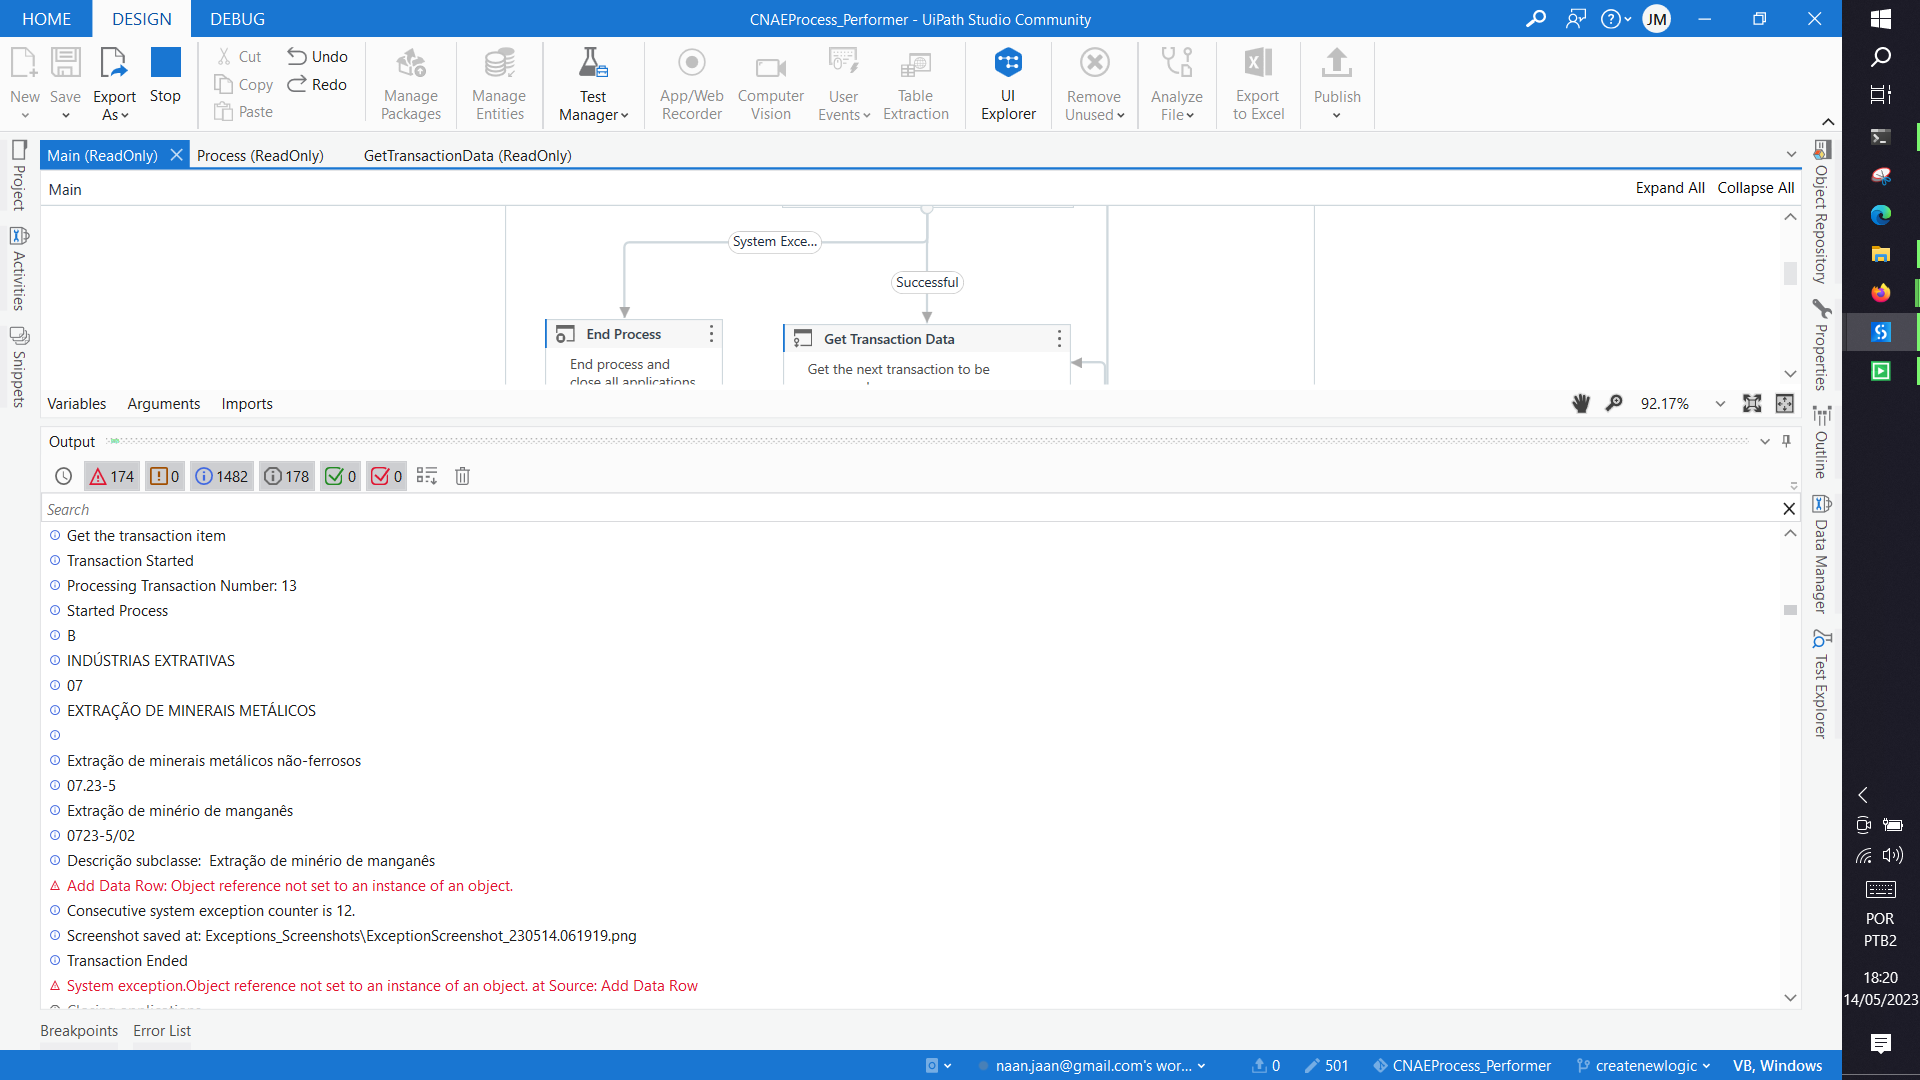 HOME DESIGN DEBUG
CNAEProcess_Performer - UiPath Studio Community
JM
New
Save
Export As
Stop
Cut
Copy
Paste
Undo
Redo
Manage Packages
Manage Entities
Test Manager
App/Web Recorder
Computer Vision
User Events
Table Extraction
UI Explorer
Remove Unused
Analyze File
Export to Excel
Publish
Main (ReadOnly)
Process (ReadOnly)
GetTransactionData (ReadOnly)
Main
Expand All Collapse All
Project
Activities
Snippets
System Exce...
Successful
End Process
End process and
close all applications
Get Transaction Data
Get the next transaction to be
Variables Arguments Imports
92.17%
Output
174 0 1482 178 0 0
Search
Get the transaction item
Transaction Started
Processing Transaction Number: 13
Started Process
B
INDÚSTRIAS EXTRATIVAS
07
EXTRAÇÃO DE MINERAIS METÁLICOS
Extração de minerais metálicos não-ferrosos
07.23-5
Extração de minério de manganês
0723-5/02
Descrição subclasse:  Extração de minério de manganês
Add Data Row: Object reference not set to an instance of an object.
Consecutive system exception counter is 12.
Screenshot saved at: Exceptions_Screenshots\ExceptionScreenshot_230514.061919.png
Transaction Ended
System exception.Object reference not set to an instance of an object. at Source: Add Data Row
Breakpoints Error List
Object Repository
Properties
Outline
Data Manager
Test Explorer
naan.jaan@gmail.com's wor...
0
501
CNAEProcess_Performer
createnewlogic
VB, Windows
POR
PTB2
18:20
14/05/2023